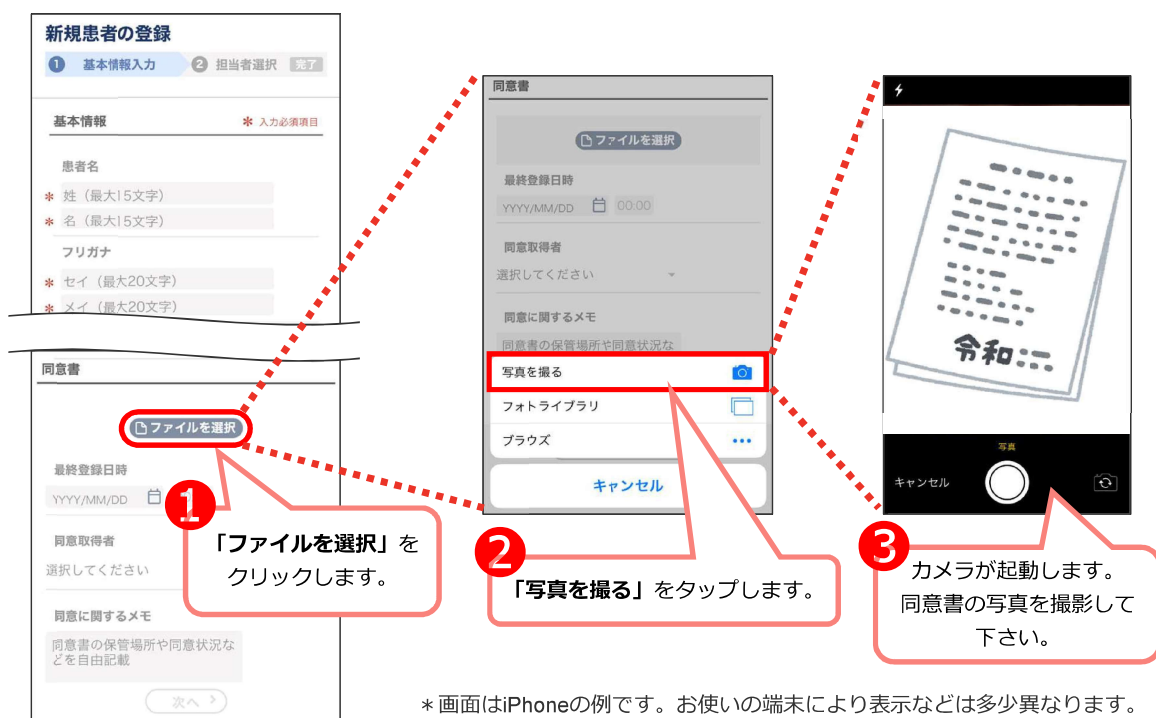 新規患者の登録
1 基本情報入力 2 担当者選択 完了
基本情報 * 入力必須項目
患者名
* 姓（最大15文字）
* 名（最大15文字）
フリガナ
* セイ（最大20文字）
* メイ（最大20文字）
同意書
ファイルを選択
最終登録日時
YYYY/MM/DD
同意取得者
選択してください
同意に関するメモ
同意書の保管場所や同意状況な
どを自由記載
次へ
1
「ファイルを選択」を
クリックします。
同意書
ファイルを選択
最終登録日時
YYYY/MM/DD 00:00
同意取得者
選択してください
同意に関するメモ
同意書の保管場所や同意状況な
写真を撮る
フォトライブラリ
ブラウズ
キャンセル
2
「写真を撮る」をタップします。
令和
写真
キャンセル
3
カメラが起動します。
同意書の写真を撮影して
下さい。
＊画面はiPhoneの例です。お使いの端末により表示などは多少異なります。